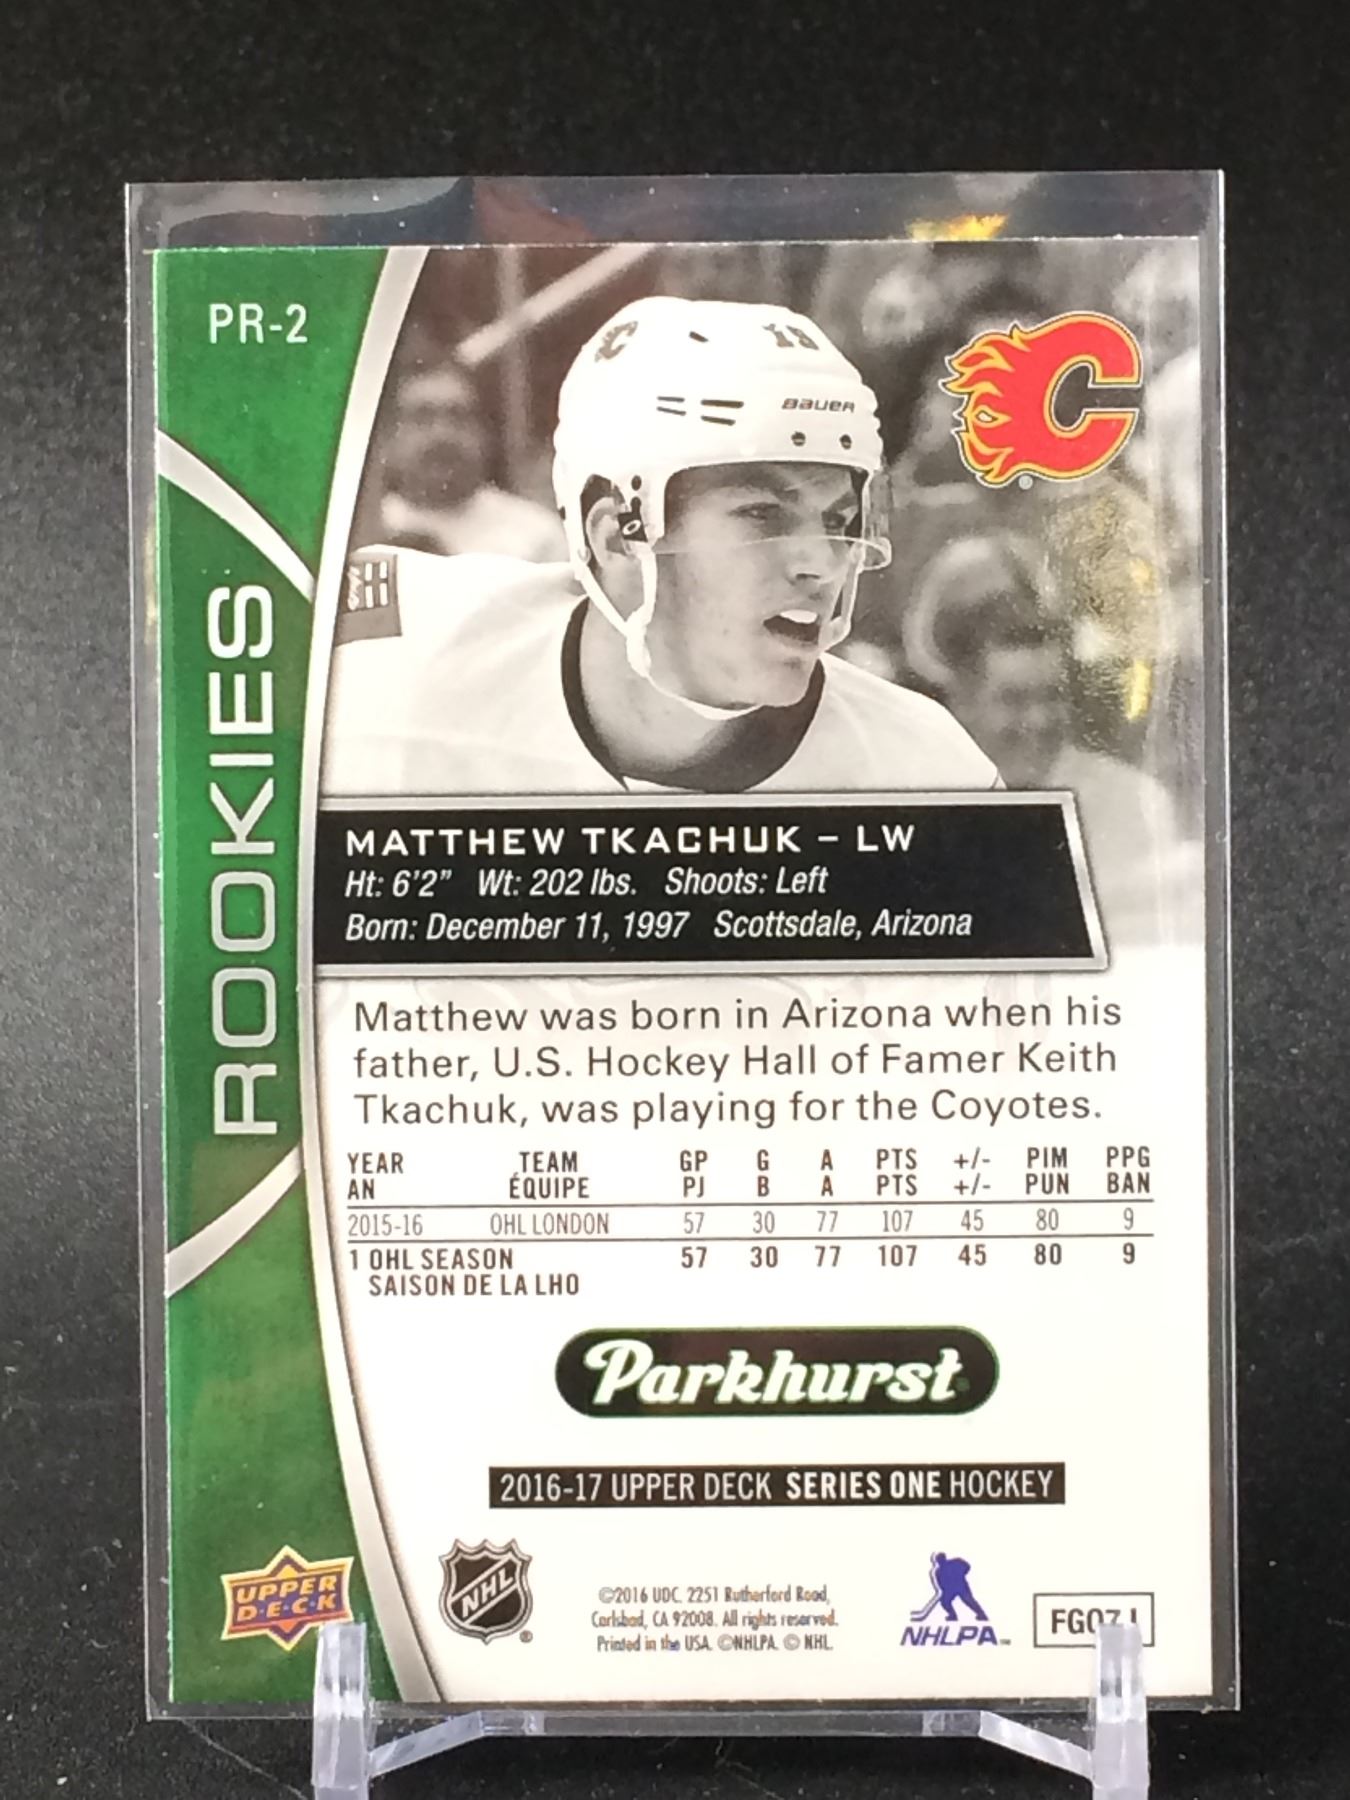 PR-2
ROOKIES
C
19
BAUER
MATTHEW TKACHUK – LW
Ht: 6'2" Wt: 202 lbs. Shoots: Left
Born: December 11, 1997 Scottsdale, Arizona
Matthew was born in Arizona when his
father, U.S. Hockey Hall of Famer Keith
Tkachuk, was playing for the Coyotes.
YEAR TEAM GP G A PTS +/- PIM PPG
AN ÉQUIPE PJ B A PTS +/- PUN BAN
2015-16 OHL LONDON 57 30 77 107 45 80 9
1 OHL SEASON 57 30 77 107 45 80 9
SAISON DE LA LHO
Parkhurst
2016-17 UPPER DECK SERIES ONE HOCKEY
UPPER
D·E·C·K
NHL
©2016 UDC. 2251 Rutherford Road,
Carlsbad, CA 92008. All rights reserved.
Printed in the USA. ©NHLPA. © NHL.
NHLPA